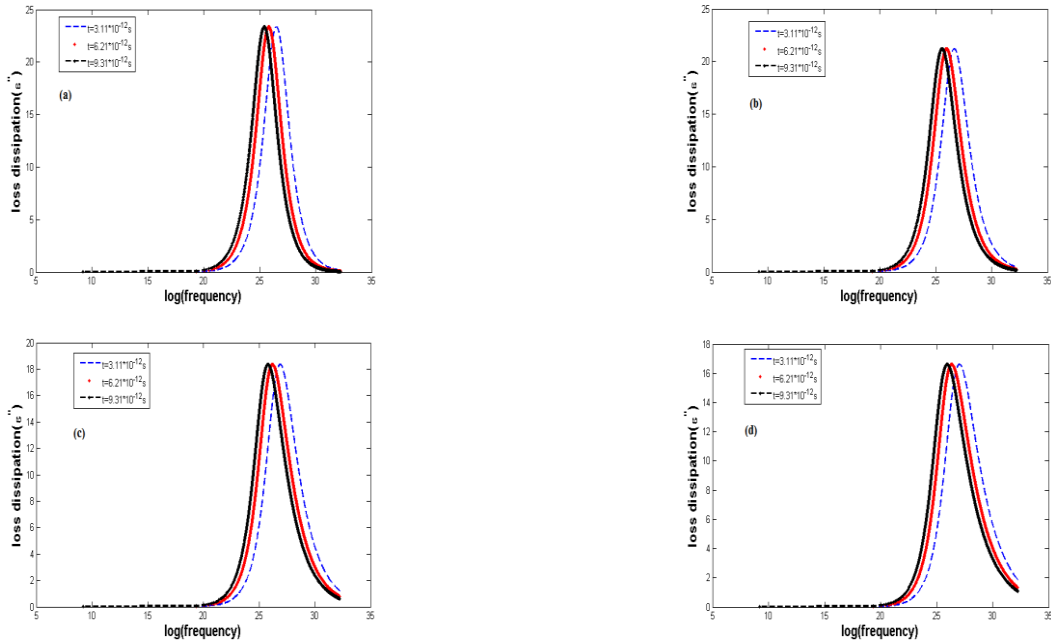 25
20
15
10
5
0
loss dissipation(ε'')
t=3.11*10⁻¹²s
t=6.21*10⁻¹²s
t=9.31*10⁻¹²s
(a)
5 10 15 20 25 30 35
log(frequency)
25
20
15
10
5
0
loss dissipation(ε'')
t=3.11*10⁻¹²s
t=6.21*10⁻¹²s
t=9.31*10⁻¹²s
(b)
5 10 15 20 25 30 35
log(frequency)
20
18
16
14
12
10
8
6
4
2
0
loss dissipation(ε'')
t=3.11*10⁻¹²s
t=6.21*10⁻¹²s
t=9.31*10⁻¹²s
(c)
5 10 15 20 25 30 35
log(frequency)
18
16
14
12
10
8
6
4
2
0
loss dissipation(ε'')
t=3.11*10⁻¹²s
t=6.21*10⁻¹²s
t=9.31*10⁻¹²s
(d)
5 10 15 20 25 30 35
log(frequency)